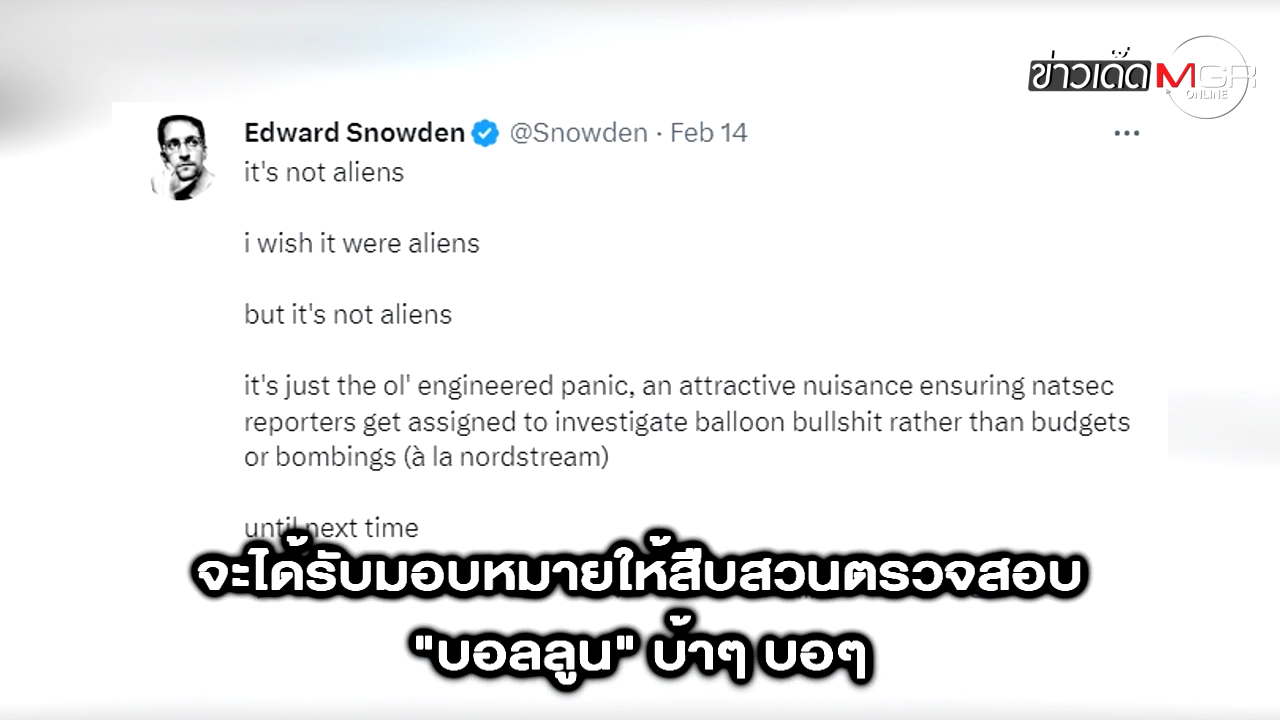 ข่าวเด็ด MGR
ONLINE
Edward Snowden @Snowden · Feb 14
it's not aliens
i wish it were aliens
but it's not aliens
it's just the ol' engineered panic, an attractive nuisance ensuring natsec
reporters get assigned to investigate balloon bullshit rather than budgets
or bombings (à la nordstream)
until next time
จะได้รับมอบหมายให้สืบสวนตรวจสอบ
"บอลลูน" บ้าๆ บอๆ